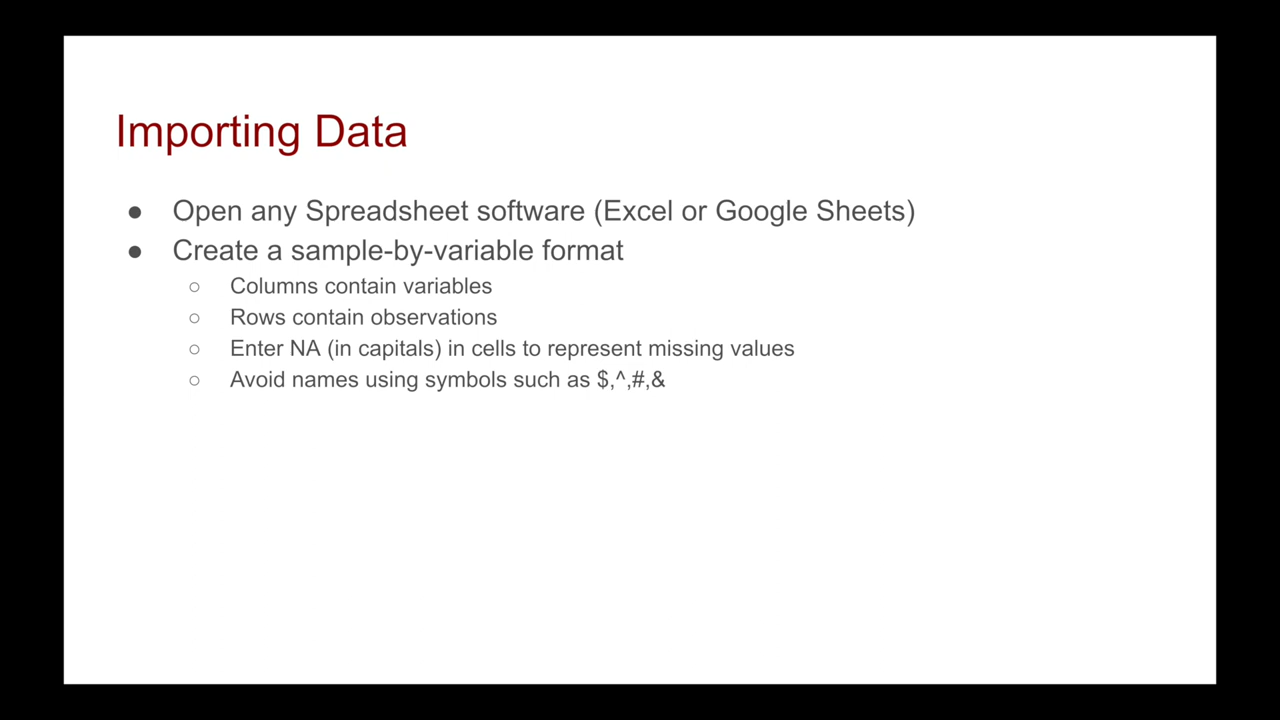 Importing Data
● Open any Spreadsheet software (Excel or Google Sheets)
● Create a sample-by-variable format
○ Columns contain variables
○ Rows contain observations
○ Enter NA (in capitals) in cells to represent missing values
○ Avoid names using symbols such as $,^,#,&